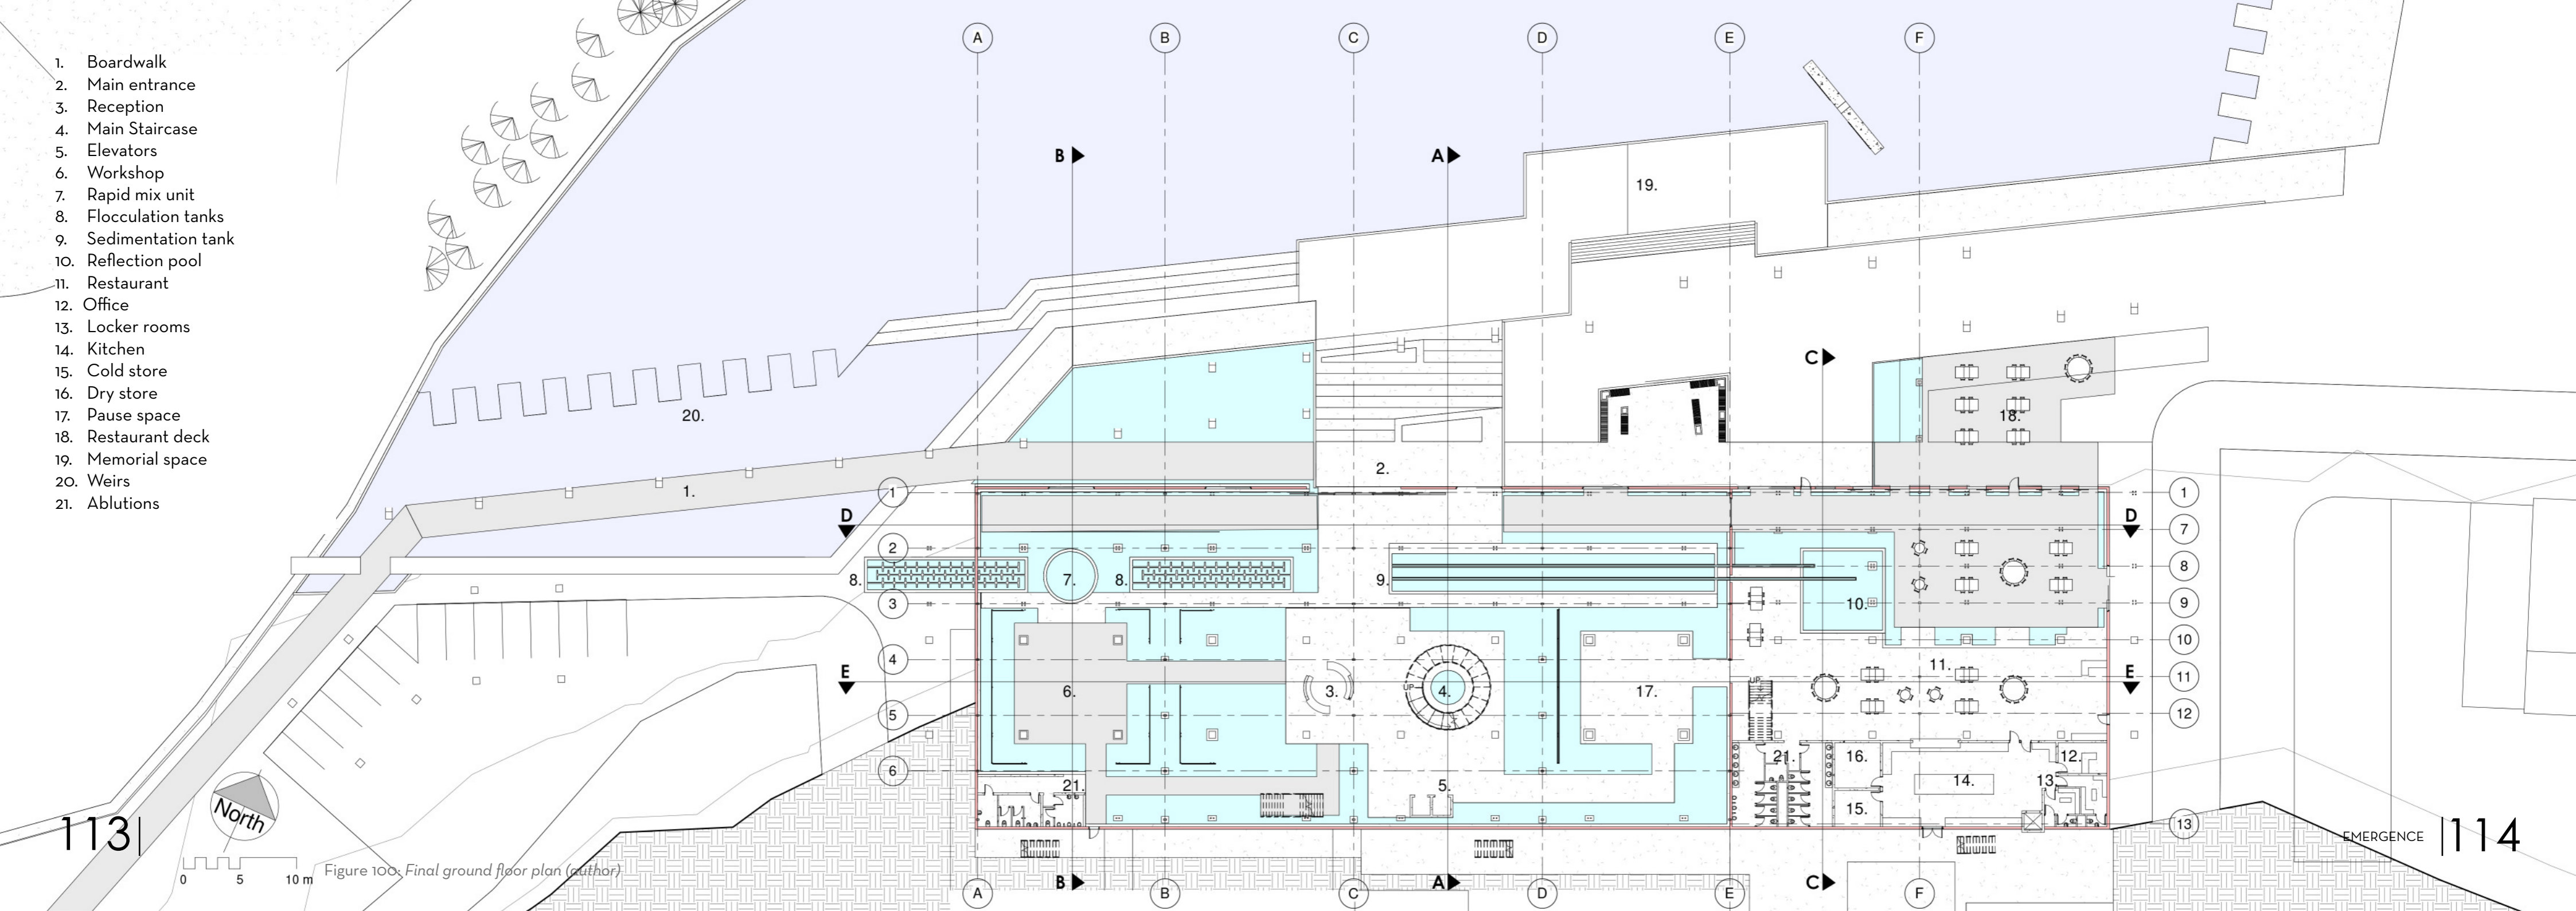 1. Boardwalk
2. Main entrance
3. Reception
4. Main Staircase
5. Elevators
6. Workshop
7. Rapid mix unit
8. Flocculation tanks
9. Sedimentation tank
10. Reflection pool
11. Restaurant
12. Office
13. Locker rooms
14. Kitchen
15. Cold store
16. Dry store
17. Pause space
18. Restaurant deck
19. Memorial space
20. Weirs
21. Ablutions
A B C D E F
B A
19.
C
20. 18.
2.
1. 1 1
D D
7
2
8. 7. 8. 9. 8
3 10. 9
10
4 11.
E E
6. 3. UP 4. 17. UP 11
5 12
6 21. 5. 21. 16. 14. 13. 12.
15.
North
113| 13
EMERGENCE |114
0 5 10 m
Figure 100: Final ground floor plan (author)
B A C
A B C D E F